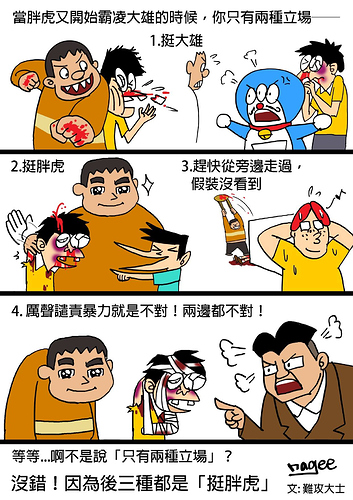 當胖虎又開始霸凌大雄的時候，你只有兩種立場——
1.挺大雄
2.挺胖虎
3.趕快從旁邊走過，
假裝沒看到
4.厲聲譴責暴力就是不對！兩邊都不對！
等等...啊不是說「只有兩種立場」？
nagee
沒錯！因為後三種都是「挺胖虎」
文:難攻大士